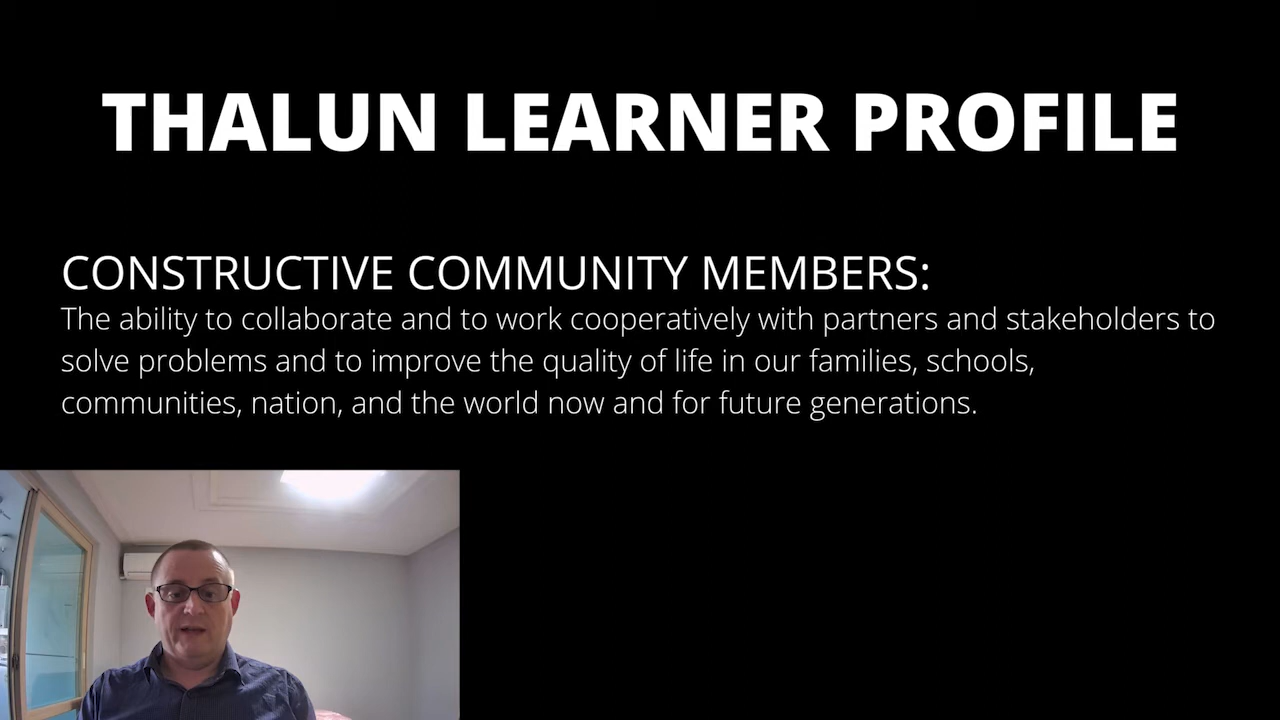 THALUN LEARNER PROFILE
CONSTRUCTIVE COMMUNITY MEMBERS:
The ability to collaborate and to work cooperatively with partners and stakeholders to
solve problems and to improve the quality of life in our families, schools,
communities, nation, and the world now and for future generations.